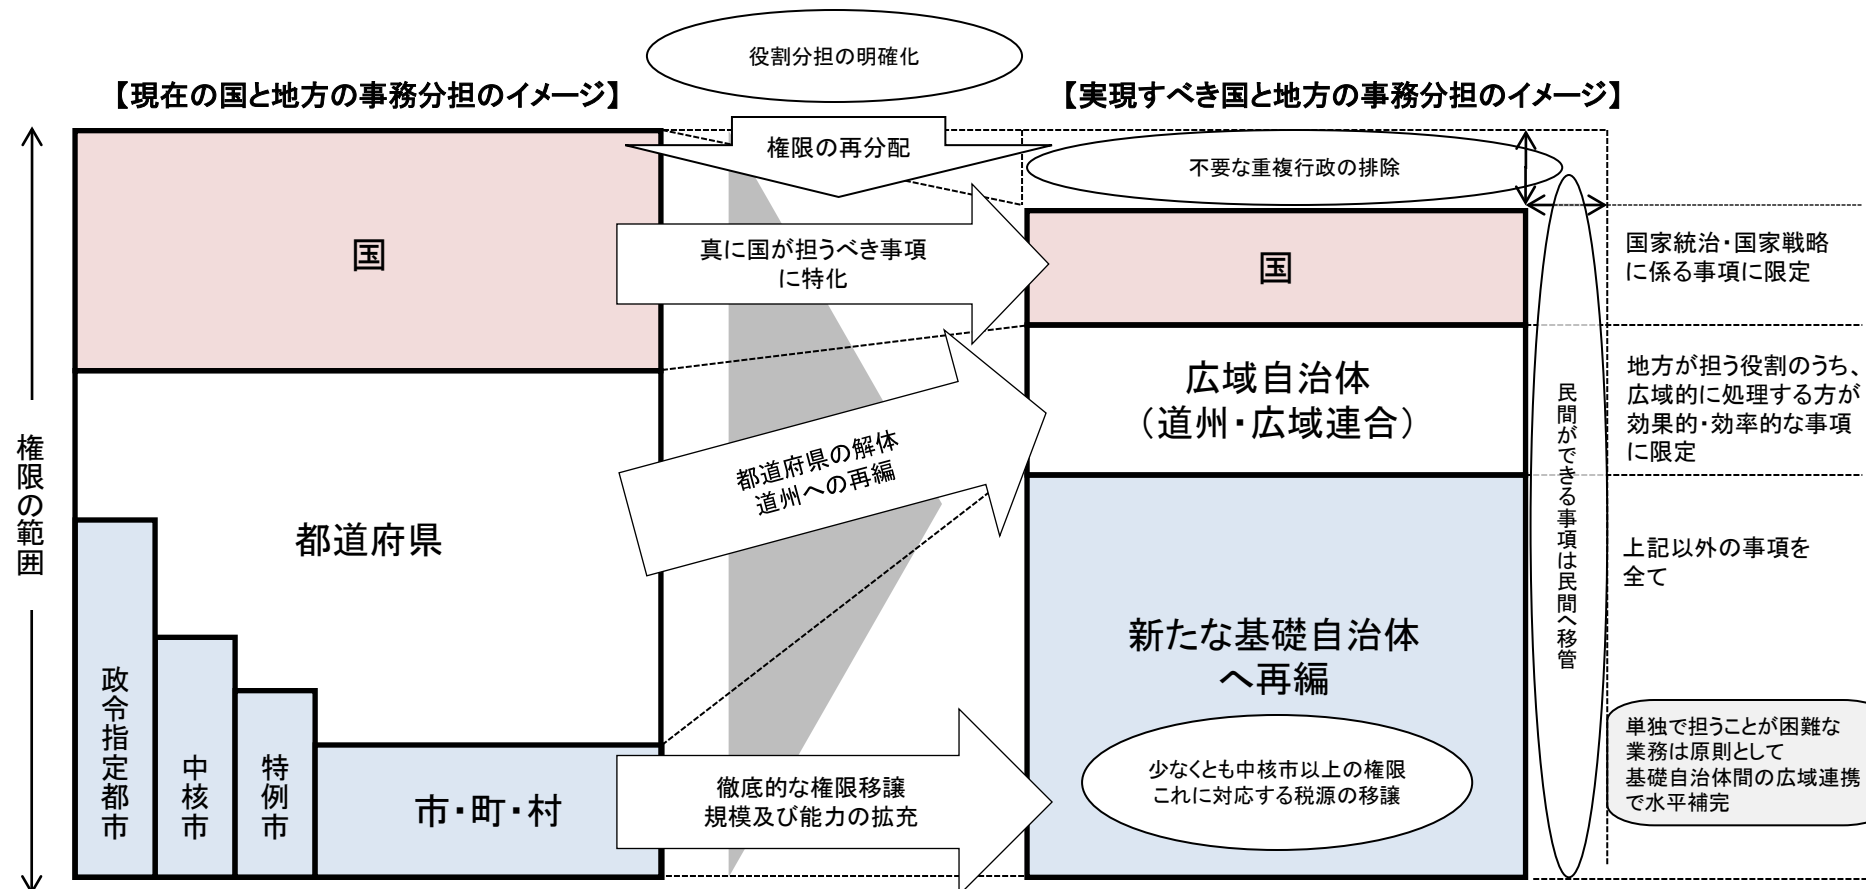 役割分担の明確化
【現在の国と地方の事務分担のイメージ】
【実現すべき国と地方の事務分担のイメージ】
権限の再分配
不要な重複行政の排除
権限の範囲
国
都道府県
政令指定都市
中核市
特例市
市・町・村
真に国が担うべき事項
に特化
都道府県の解体
道州への再編
徹底的な権限移譲
規模及び能力の拡充
国
広域自治体
（道州・広域連合）
新たな基礎自治体
へ再編
少なくとも中核市以上の権限
これに対応する税源の移譲
民間ができる事項は民間へ移管
国家統治・国家戦略
に係る事項に限定
地方が担う役割のうち、
広域的に処理する方が
効果的・効率的な事項
に限定
上記以外の事項を
全て
単独で担うことが困難な
業務は原則として
基礎自治体間の広域連携
で水平補完